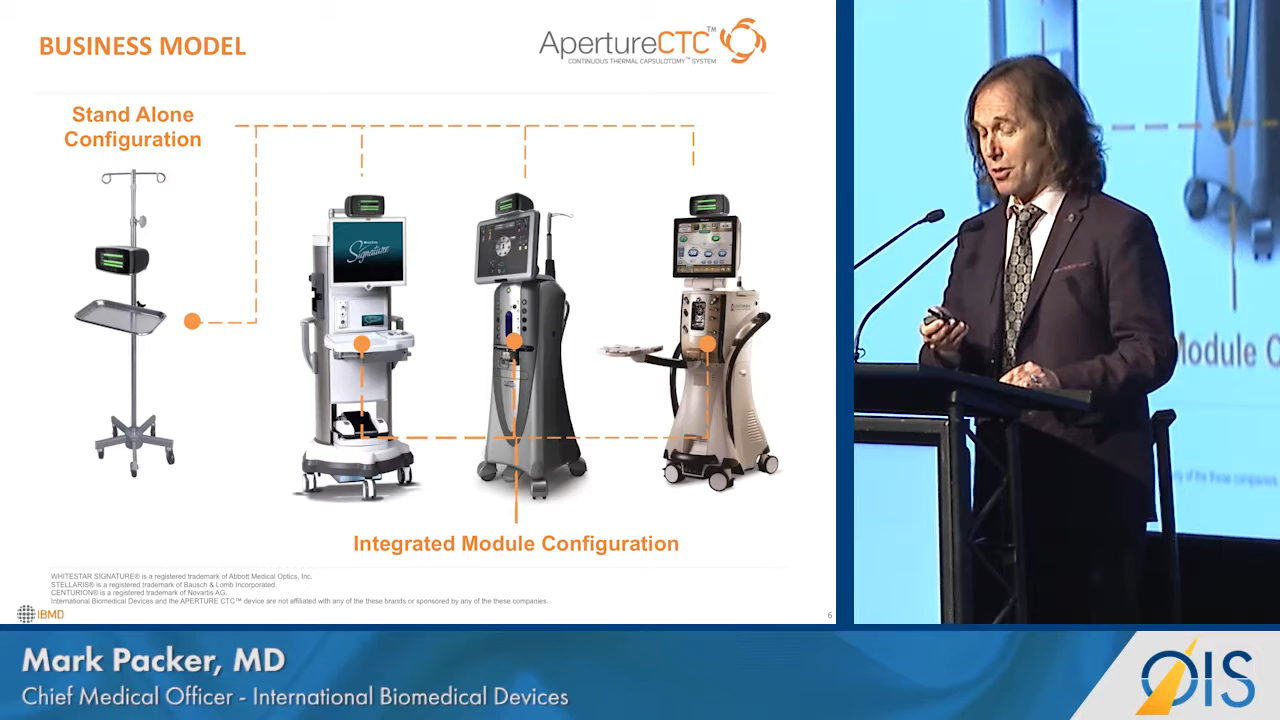 BUSINESS MODEL
ApertureCTC™
CONTINUOUS THERMAL CAPSULOTOMY™ SYSTEM
Stand Alone
Configuration
Signature
Integrated Module Configuration
WHITESTAR SIGNATURE® is a registered trademark of Abbott Medical Optics, Inc.
STELLARIS® is a registered trademark of Bausch & Lomb Incorporated.
CENTURION® is a registered trademark of Novartis AG.
International Biomedical Devices and the APERTURE CTC™ device are not affiliated with any of the these brands or sponsored by any of the these companies.
IBMD
6
Module C
y of the these companies.
Mark Packer, MD
Chief Medical Officer - International Biomedical Devices
OIS